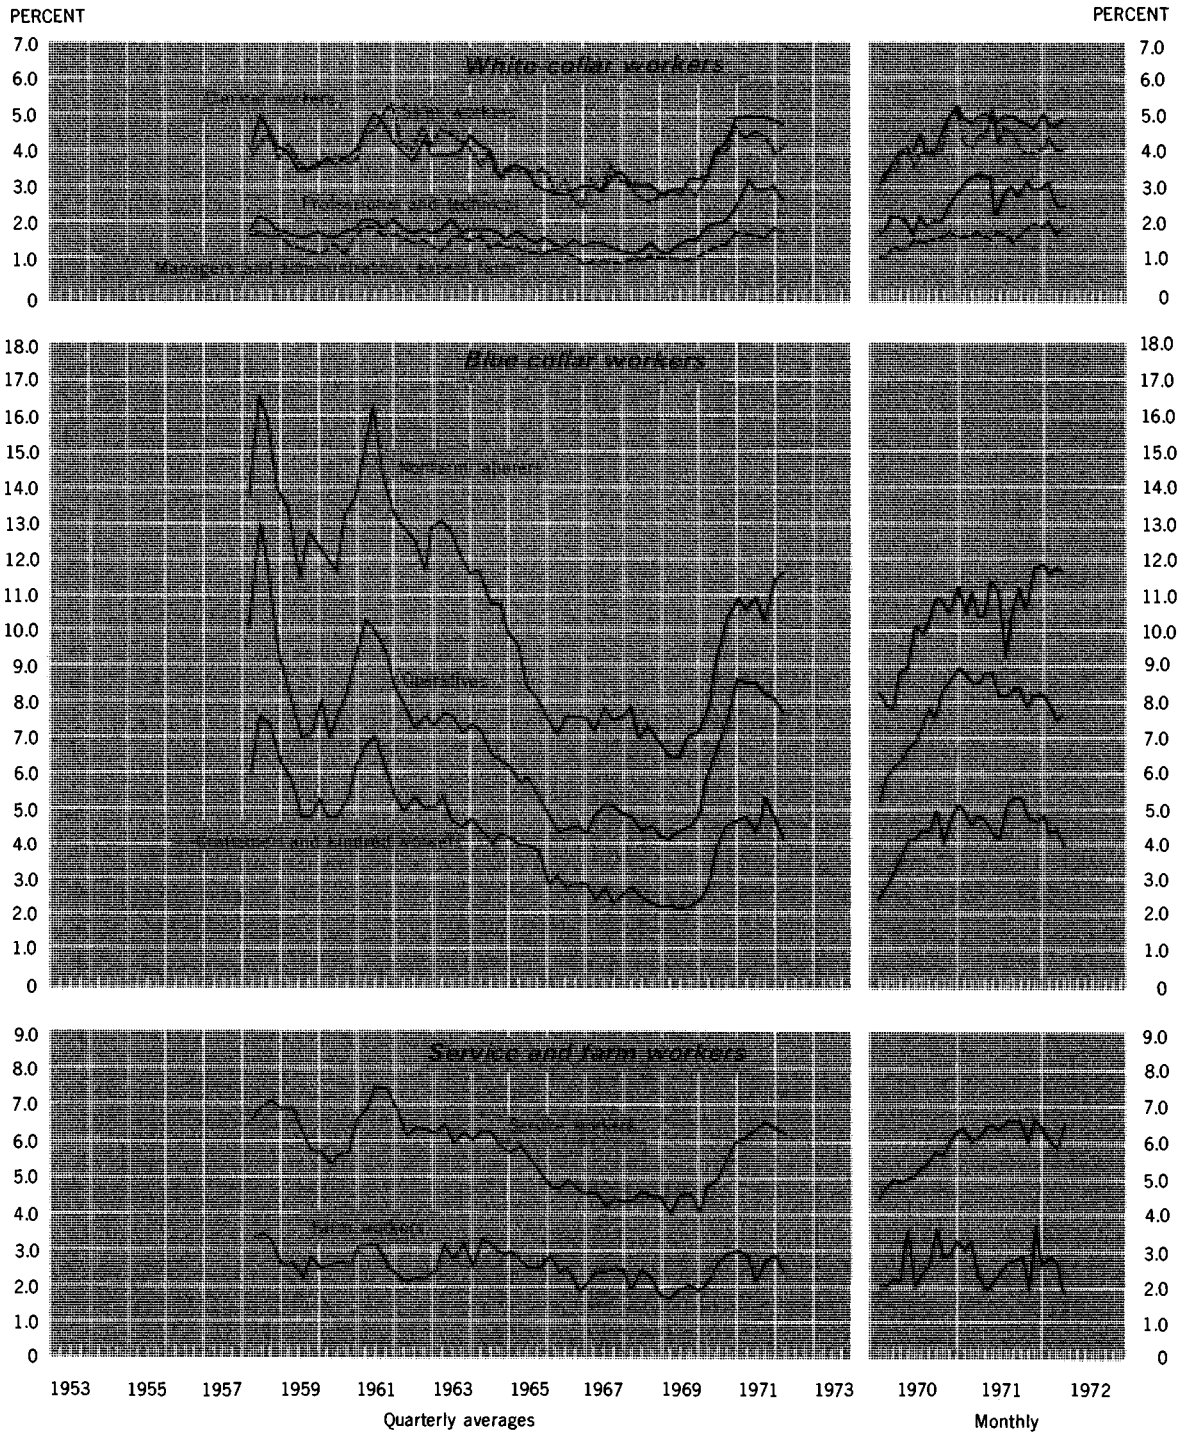 PERCENT PERCENT
White-collar workers
Clerical workers
Sales workers
Professional and technical
Managers and administrators, except farm
7.0 7.0
6.0 6.0
5.0 5.0
4.0 4.0
3.0 3.0
2.0 2.0
1.0 1.0
0 0
Blue-collar workers
Nonfarm laborers
Operatives
Craftsmen and kindred workers
18.0 18.0
17.0 17.0
16.0 16.0
15.0 15.0
14.0 14.0
13.0 13.0
12.0 12.0
11.0 11.0
10.0 10.0
9.0 9.0
8.0 8.0
7.0 7.0
6.0 6.0
5.0 5.0
4.0 4.0
3.0 3.0
2.0 2.0
1.0 1.0
0 0
Service and farm workers
Service workers
Farm workers
9.0 9.0
8.0 8.0
7.0 7.0
6.0 6.0
5.0 5.0
4.0 4.0
3.0 3.0
2.0 2.0
1.0 1.0
0 0
1953 1955 1957 1959 1961 1963 1965 1967 1969 1971 1973 1970 1971 1972
Quarterly averages Monthly